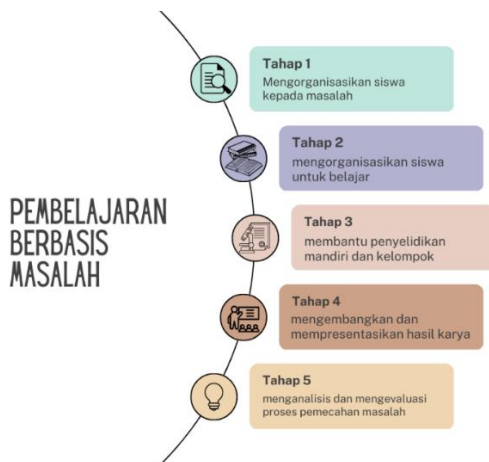 PEMBELAJARAN
BERBASIS
MASALAH
Tahap 1
Mengorganisasikan siswa
kepada masalah
Tahap 2
mengorganisasikan siswa
untuk belajar
Tahap 3
membantu penyelidikan
mandiri dan kelompok
Tahap 4
mengembangkan dan
mempresentasikan hasil karya
Tahap 5
menganalisis dan mengevaluasi
proses pemecahan masalah